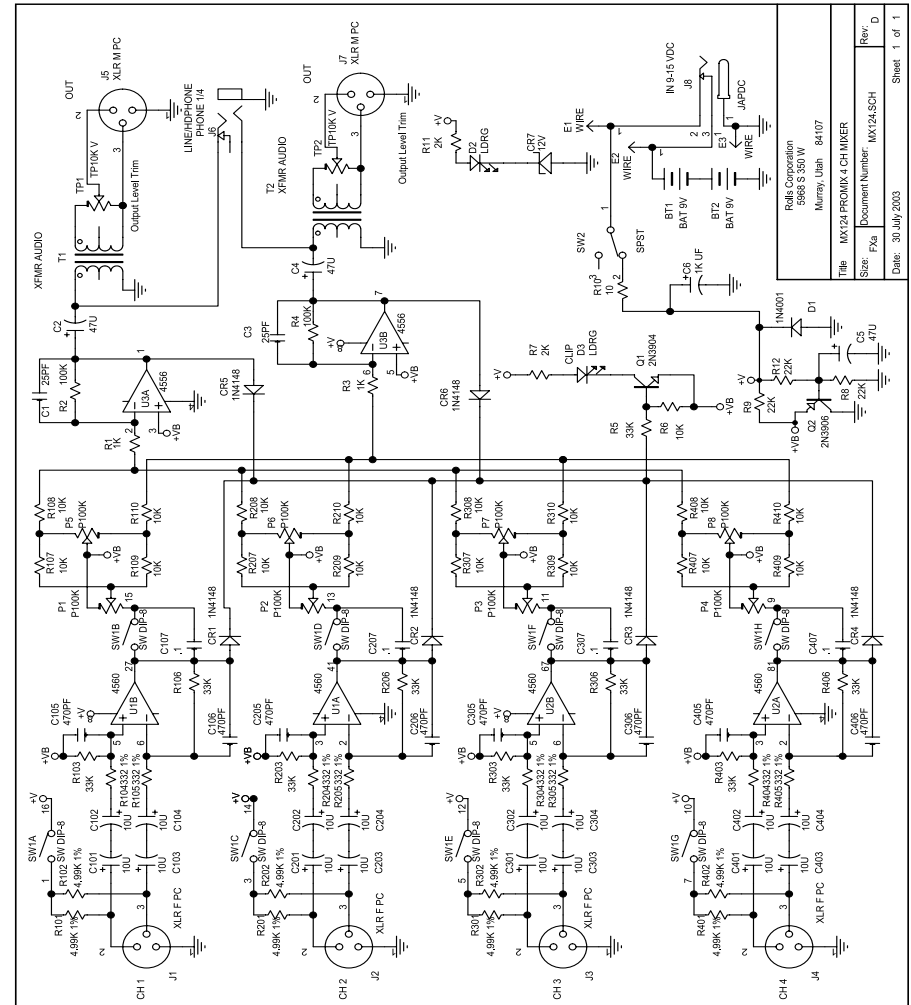 J5
XLR M PC
OUT
TP1
TP10K V
Output Level Trim
XFMR AUDIO
T1
C2
47U
LINE/HDPHONE
PHONE 1/4
J6
J7
XLR M PC
OUT
TP2
TP10K V
Output Level Trim
XFMR AUDIO
T2
C4
47U
+V
R11
2K
D2
LDRG
CR7
12V
IN 9-15 VDC
J8
JAPDC
E1
WIRE
E2
WIRE
E3
WIRE
BT1
BAT 9V
BT2
BAT 9V
SW2
SPST
R10
10
C6
1K UF
D1
1N4001
C5
47U
+V
R12
22K
R9
22K
R8
22K
+VB
Q2
2N3906
C1
25PF
100K
R2
U3A
4556
R1
1K
+VB
CR5
1N4148
C3
25PF
R4
100K
+V
U3B
4556
R3
1K
+VB
CR6
1N4148
+V
R7
2K
CLIP
D3
LDRG
Q1
2N3904
R5
33K
R6
10K
+VB
R108
10K
P5
P100K
R107
10K
R110
10K
R109
10K
+VB
P1
P100K
R208
10K
P6
P100K
R207
10K
R210
10K
R209
10K
+VB
P2
P100K
R308
10K
P7
P100K
R307
10K
R310
10K
R309
10K
+VB
P3
P100K
R408
10K
P8
P100K
R407
10K
R410
10K
R409
10K
+VB
P4
P100K
SW1B
SW DIP-8
15
C107
.1
CR1
1N4148
4560
U1B
R106
33K
C105
470PF
C106
470PF
+V
+VB
R103
33K
R104 332 1%
R105 332 1%
SW1D
SW DIP-8
13
C207
.1
CR2
1N4148
4560
U1A
R206
33K
C205
470PF
C206
470PF
+VB
R203
33K
R204 332 1%
R205 332 1%
SW1F
SW DIP-8
11
C307
.1
CR3
1N4148
4560
U2B
R306
33K
C305
470PF
C306
470PF
+V
+VB
R303
33K
R304 332 1%
R305 332 1%
SW1H
SW DIP-8
9
C407
.1
CR4
1N4148
4560
U2A
R406
33K
C405
470PF
C406
470PF
+VB
R403
33K
R404 332 1%
R405 332 1%
SW1A
SW DIP-8
+V
16
R102
4.99K 1%
R101
4.99K 1%
C101
10U
C102
10U
C103
10U
C104
10U
XLR F PC
J1
CH 1
SW1C
SW DIP-8
+V
14
R202
4.99K 1%
R201
4.99K 1%
C201
10U
C202
10U
C203
10U
C204
10U
XLR F PC
J2
CH 2
SW1E
SW DIP-8
+V
12
R302
4.99K 1%
R301
4.99K 1%
C301
10U
C302
10U
C303
10U
C304
10U
XLR F PC
J3
CH 3
SW1G
SW DIP-8
+V
10
R402
4.99K 1%
R401
4.99K 1%
C401
10U
C402
10U
C403
10U
C404
10U
XLR F PC
J4
CH 4
Rolls Corporation
5968 S 350 W
Murray, Utah 84107
Title MX124 PROMIX 4 CH MIXER
Size: FXa Document Number: MX124.SCH Rev: D
Date: 30 July 2003 Sheet 1 of 1